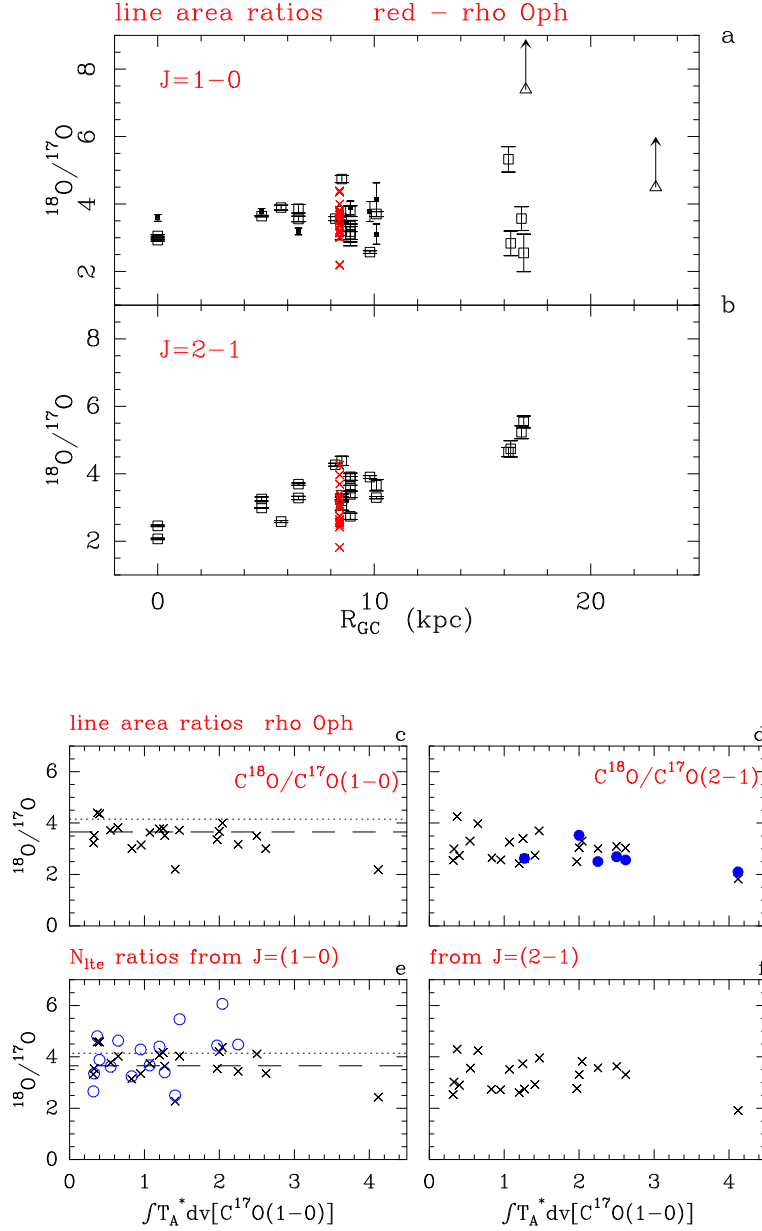 line area ratios red − rho Oph
a
J=1−0
¹⁸O/¹⁷O
8
6
4
2
b
J=2−1
¹⁸O/¹⁷O
8
6
4
2
0 10 20
R_GC (kpc)
line area ratios rho Oph
c
d
C¹⁸O/C¹⁷O(1−0)
C¹⁸O/C¹⁷O(2−1)
¹⁸O/¹⁷O
6
4
2
0
N_lte ratios from J=(1−0)
e
from J=(2−1)
f
¹⁸O/¹⁷O
6
4
2
0
0 1 2 3 4
0 1 2 3 4
∫T_A*dv[C¹⁷O(1−0)]
∫T_A*dv[C¹⁷O(1−0)]